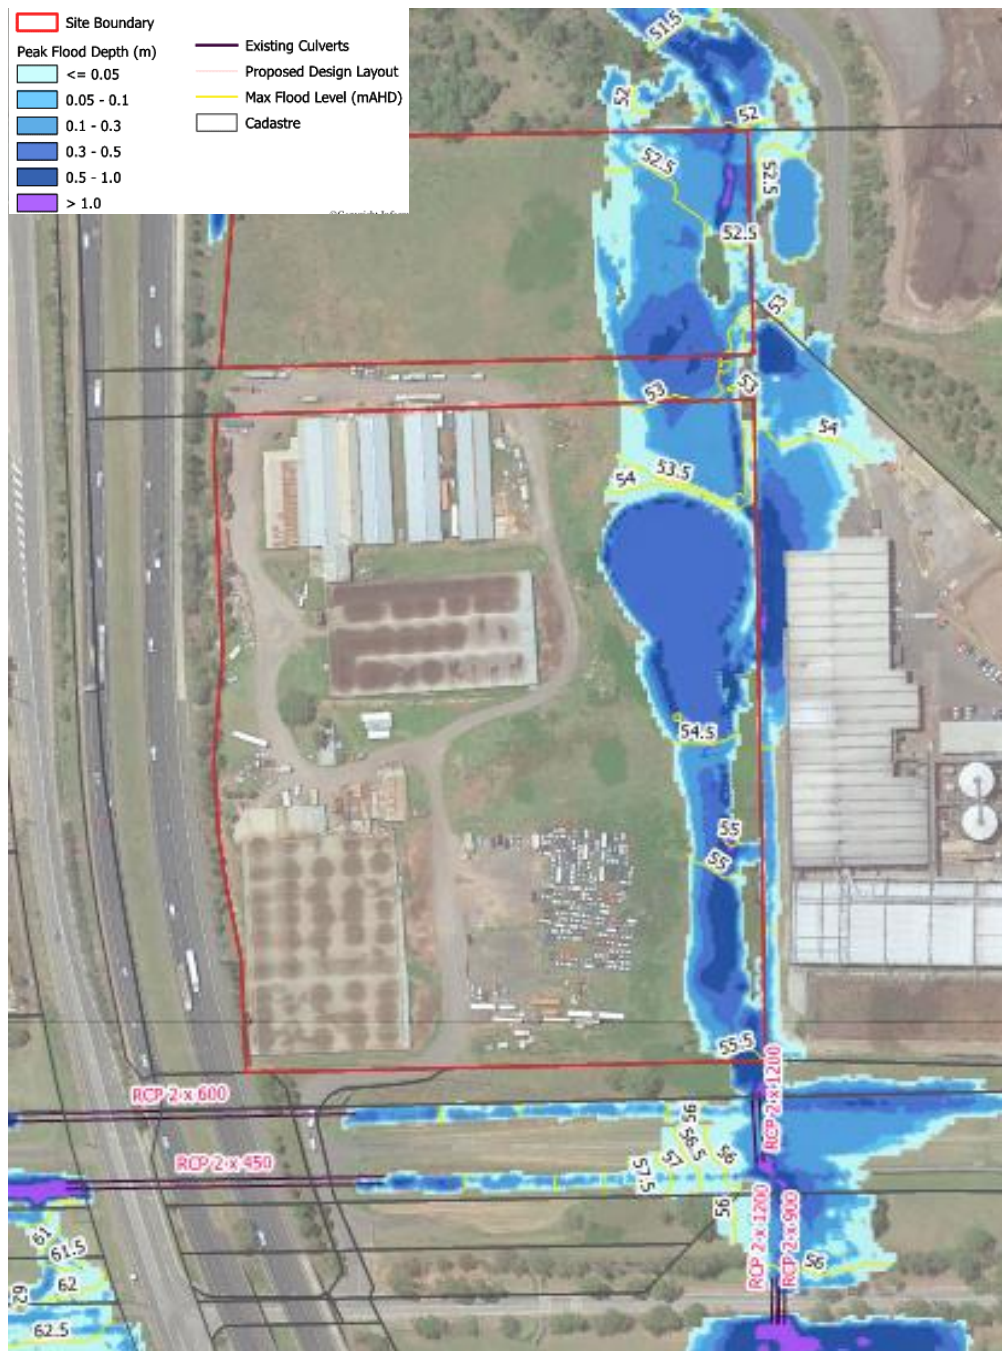 Site Boundary
Peak Flood Depth (m)
<= 0.05
0.05 - 0.1
0.1 - 0.3
0.3 - 0.5
0.5 - 1.0
> 1.0
Existing Culverts
Proposed Design Layout
Max Flood Level (mAHD)
Cadastre
51.5
52
52
52.5
52.5
52.5
53
53
53
54
53.5
54
54.5
55
55
55.5
RCP 2 x 600
RCP 2 x 1200
56
56.5
56
57
57.5
RCP 2 x 450
56
RCP 2 x 1200
RCP 2 x 900
56
61
61.5
62
62
62.5